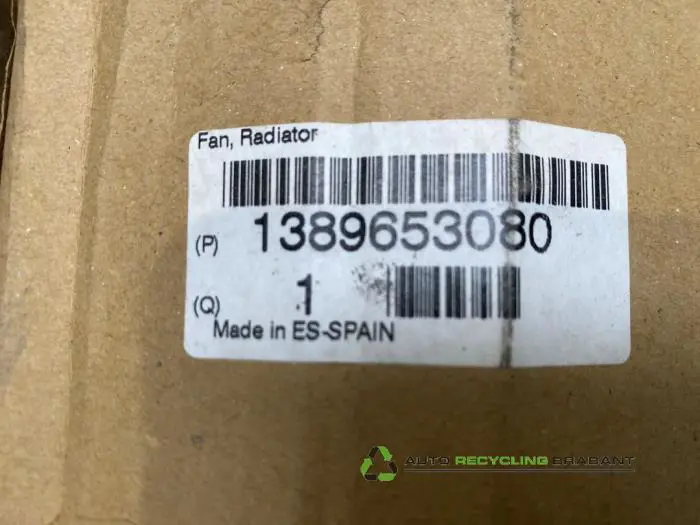 Fan, Radiator
(P) 1389653080
(Q) 1
Made in ES-SPAIN
AUTO RECYCLING BRABANT